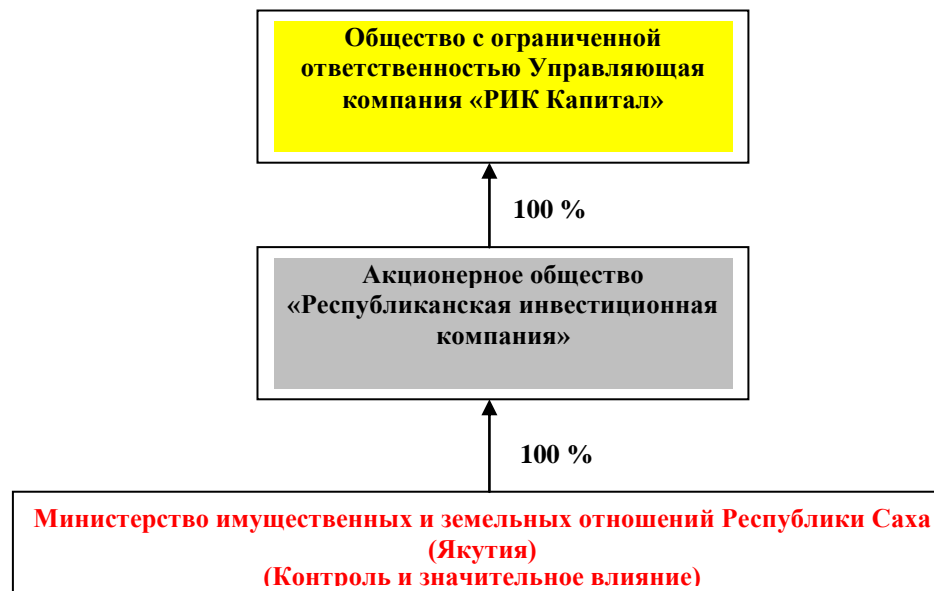 Общество с ограниченной
ответственностью Управляющая
компания «РИК Капитал»
100 %
Акционерное общество
«Республиканская инвестиционная
компания»
100 %
Министерство имущественных и земельных отношений Республики Саха
(Якутия)
(Контроль и значительное влияние)